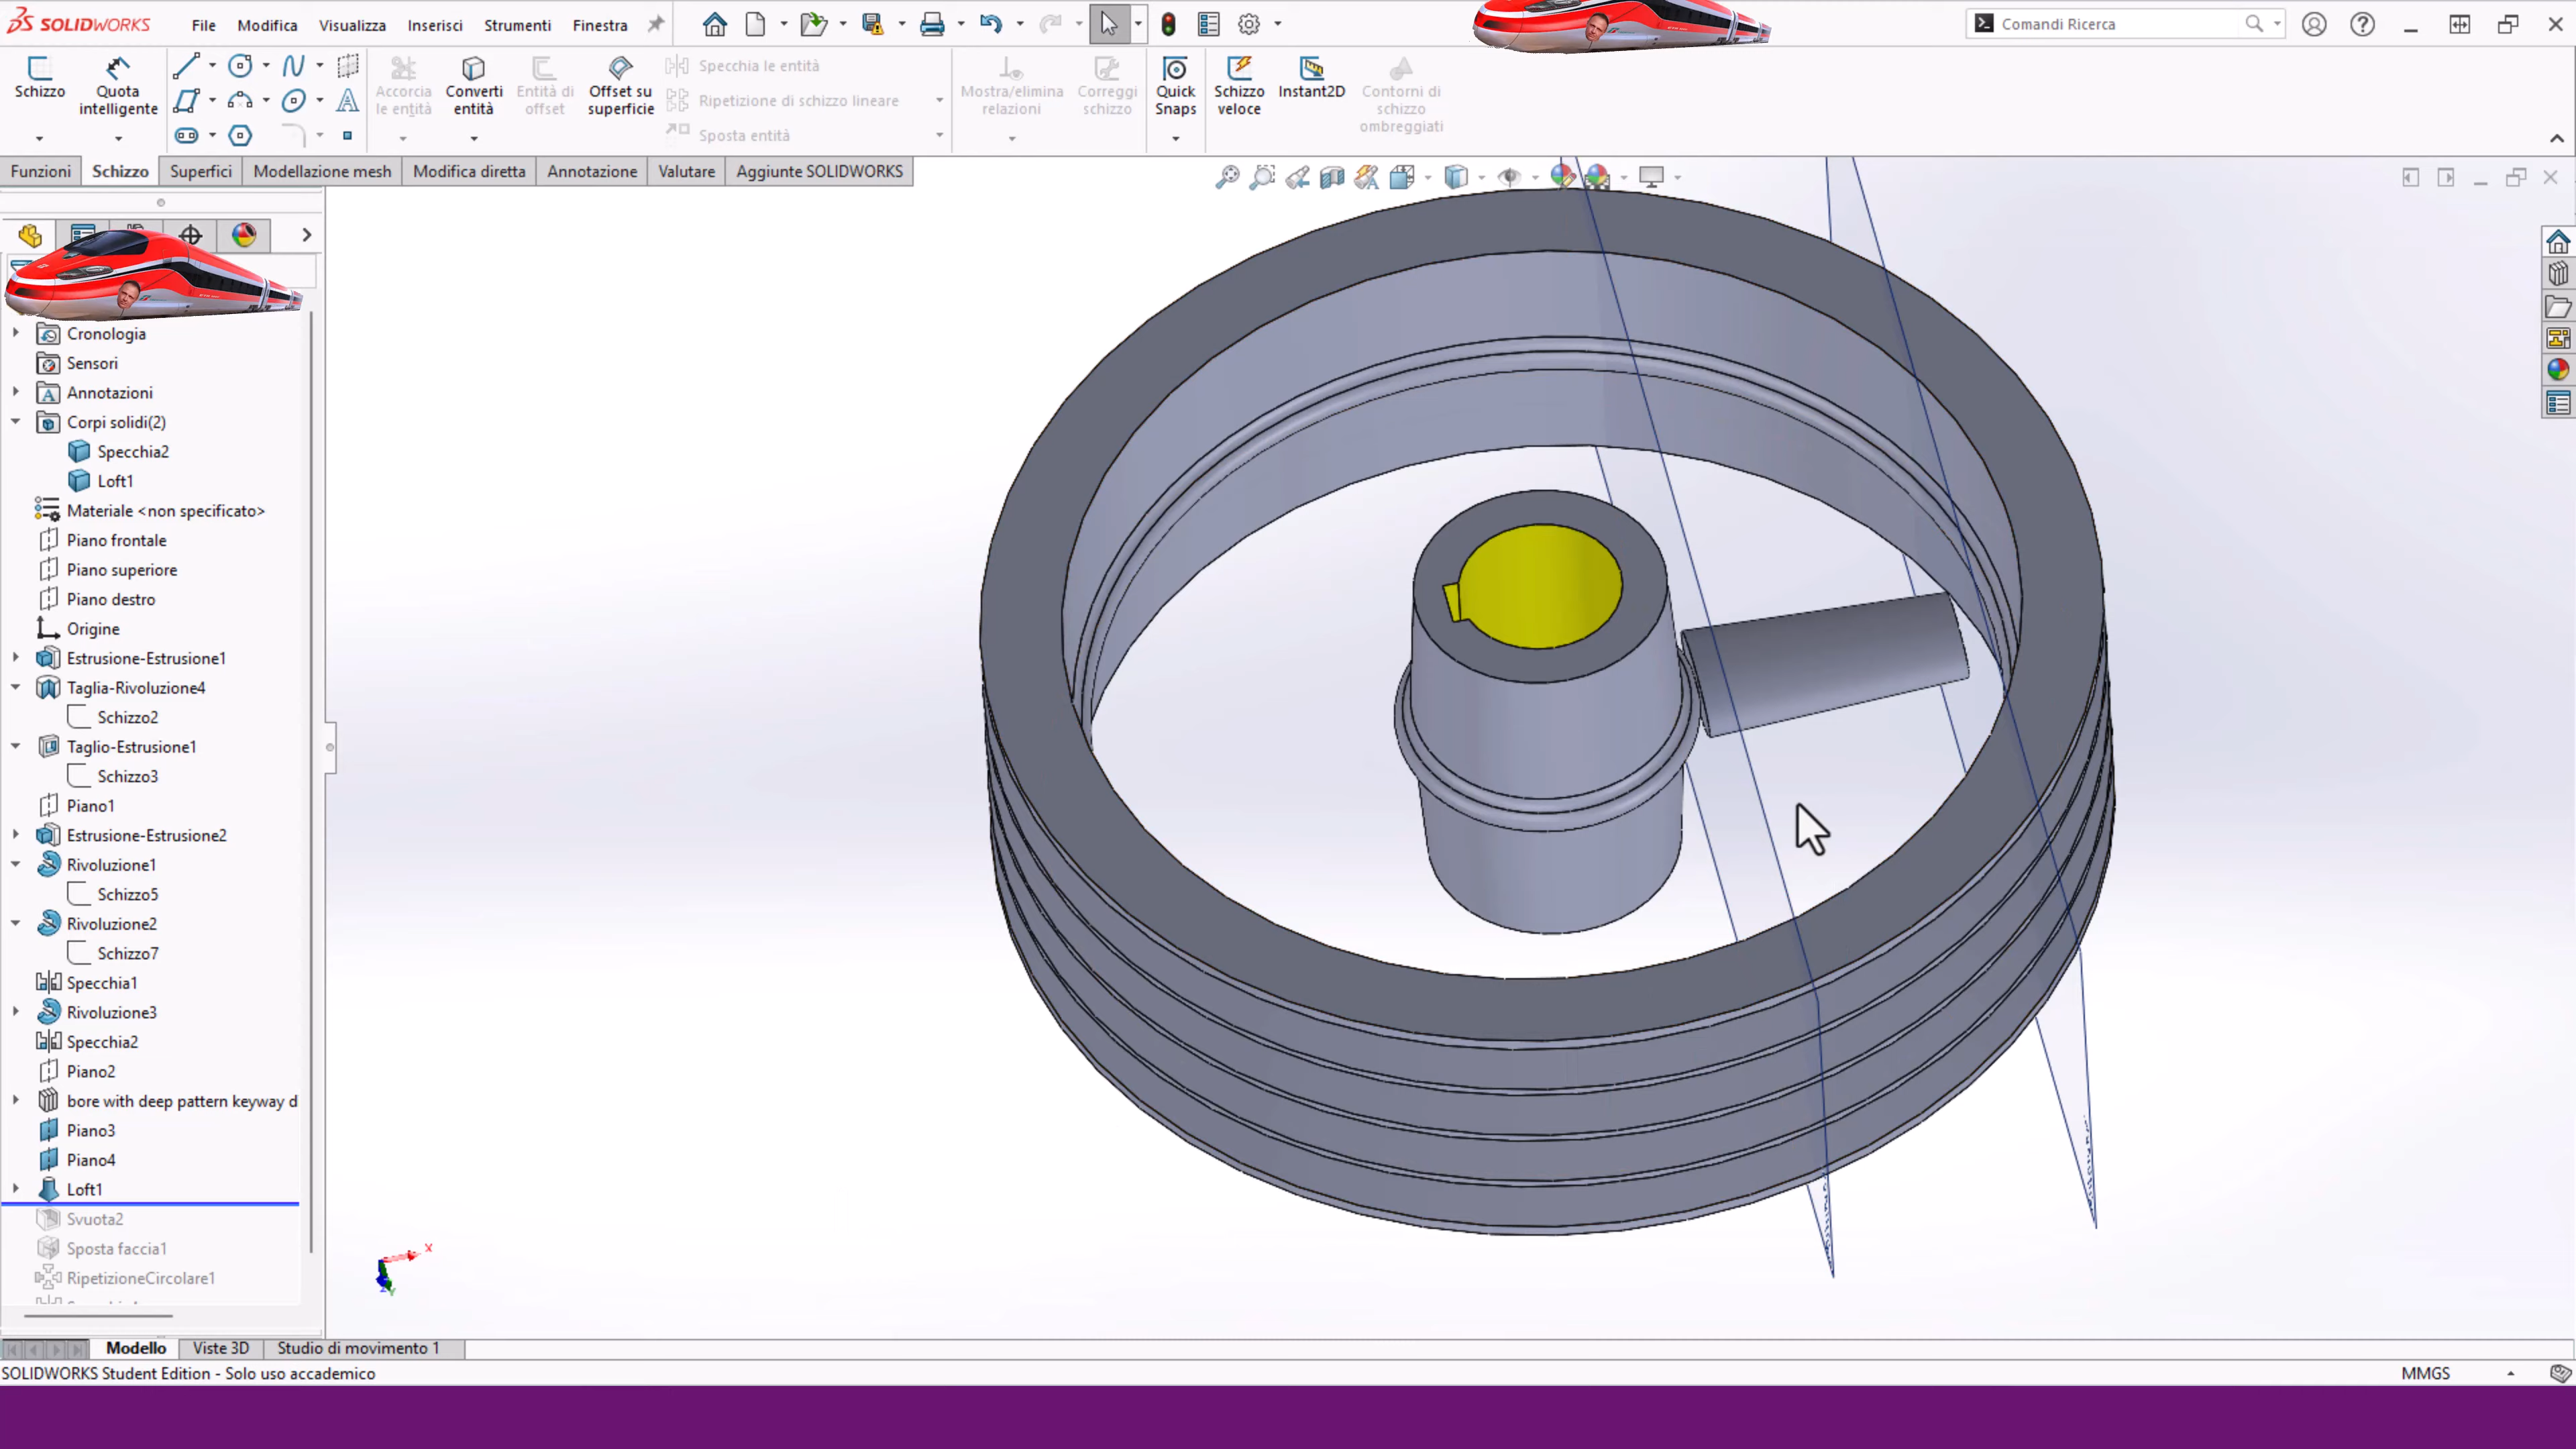 SOLIDWORKS
File Modifica Visualizza Inserisci Strumenti Finestra
Comandi Ricerca
Schizzo
Quota intelligente
Accorcia le entità
Converti entità
Entità di offset
Offset su superficie
Specchia le entità
Ripetizione di schizzo lineare
Sposta entità
Mostra/elimina relazioni
Correggi schizzo
Quick Snaps
Schizzo veloce
Instant2D
Contorni di schizzo ombreggiati
Funzioni Schizzo Superfici Modellazione mesh Modifica diretta Annotazione Valutare Aggiunte SOLIDWORKS
Cronologia
Sensori
Annotazioni
Corpi solidi(2)
Specchia2
Loft1
Materiale <non specificato>
Piano frontale
Piano superiore
Piano destro
Origine
Estrusione-Estrusione1
Taglia-Rivoluzione4
Schizzo2
Taglio-Estrusione1
Schizzo3
Piano1
Estrusione-Estrusione2
Rivoluzione1
Schizzo5
Rivoluzione2
Schizzo7
Specchia1
Rivoluzione3
Specchia2
Piano2
bore with deep pattern keyway d
Piano3
Piano4
Loft1
Svuota2
Sposta faccia1
RipetizioneCircolare1
X
Modello Viste 3D Studio di movimento 1
SOLIDWORKS Student Edition - Solo uso accademico
MMGS